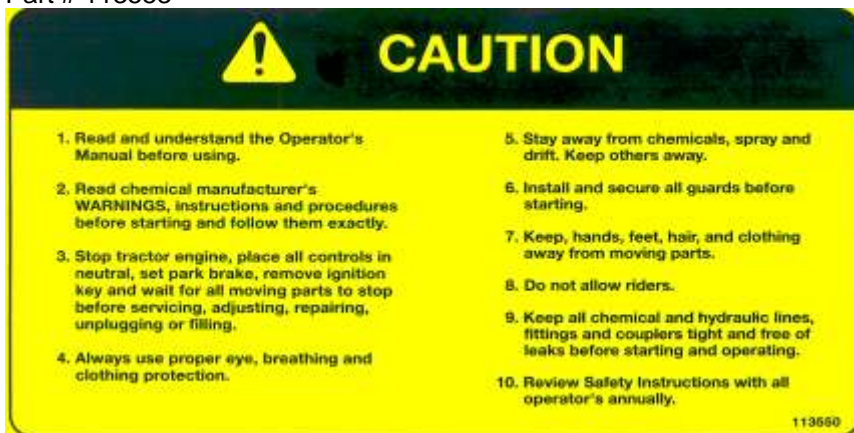 CAUTION
1. Read and understand the Operator's
Manual before using.
2. Read chemical manufacturer's
WARNINGS, instructions and procedures
before starting and follow them exactly.
3. Stop tractor engine, place all controls in
neutral, set park brake, remove ignition
key and wait for all moving parts to stop
before servicing, adjusting, repairing,
unplugging or filling.
4. Always use proper eye, breathing and
clothing protection.
5. Stay away from chemicals, spray and
drift. Keep others away.
6. Install and secure all guards before
starting.
7. Keep, hands, feet, hair, and clothing
away from moving parts.
8. Do not allow riders.
9. Keep all chemical and hydraulic lines,
fittings and couplers tight and free of
leaks before starting and operating.
10. Review Safety Instructions with all
operator's annually.